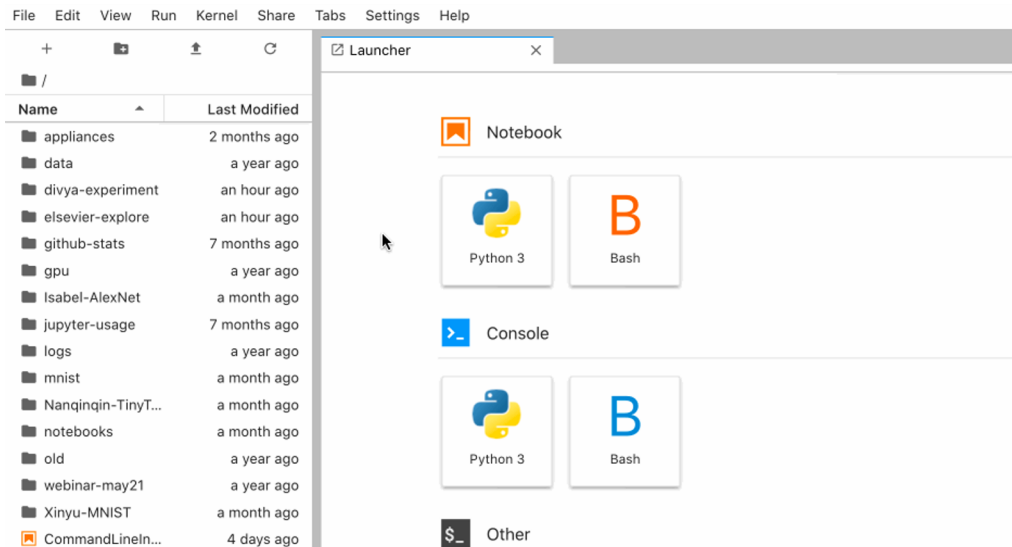 File Edit View Run Kernel Share Tabs Settings Help
Launcher
/
Name Last Modified
appliances 2 months ago
data a year ago
divya-experiment an hour ago
elsevier-explore an hour ago
github-stats 7 months ago
gpu a year ago
Isabel-AlexNet a month ago
jupyter-usage 7 months ago
logs a year ago
mnist a month ago
Nanqinqin-TinyT... a month ago
notebooks a month ago
old a year ago
webinar-may21 a year ago
Xinyu-MNIST a month ago
CommandLineIn... 4 days ago
Notebook
Python 3
B
Bash
Console
>_
Python 3
B
Bash
$_ Other